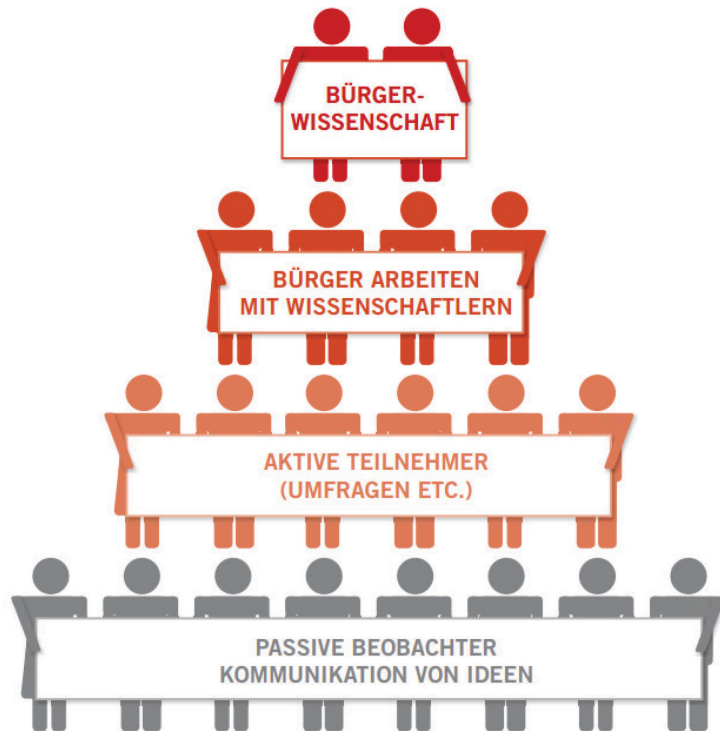 BÜRGER-
WISSENSCHAFT
BÜRGER ARBEITEN
MIT WISSENSCHAFTLERN
AKTIVE TEILNEHMER
(UMFRAGEN ETC.)
PASSIVE BEOBACHTER
KOMMUNIKATION VON IDEEN